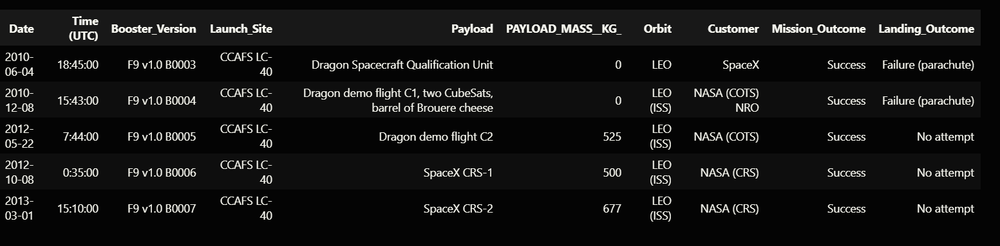 Date Time (UTC) Booster_Version Launch_Site Payload PAYLOAD_MASS__KG_ Orbit Customer Mission_Outcome Landing_Outcome
2010-06-04 18:45:00 F9 v1.0 B0003 CCAFS LC-40 Dragon Spacecraft Qualification Unit 0 LEO SpaceX Success Failure (parachute)
2010-12-08 15:43:00 F9 v1.0 B0004 CCAFS LC-40 Dragon demo flight C1, two CubeSats, barrel of Brouere cheese 0 LEO (ISS) NASA (COTS) NRO Success Failure (parachute)
2012-05-22 7:44:00 F9 v1.0 B0005 CCAFS LC-40 Dragon demo flight C2 525 LEO (ISS) NASA (COTS) Success No attempt
2012-10-08 0:35:00 F9 v1.0 B0006 CCAFS LC-40 SpaceX CRS-1 500 LEO (ISS) NASA (CRS) Success No attempt
2013-03-01 15:10:00 F9 v1.0 B0007 CCAFS LC-40 SpaceX CRS-2 677 LEO (ISS) NASA (CRS) Success No attempt